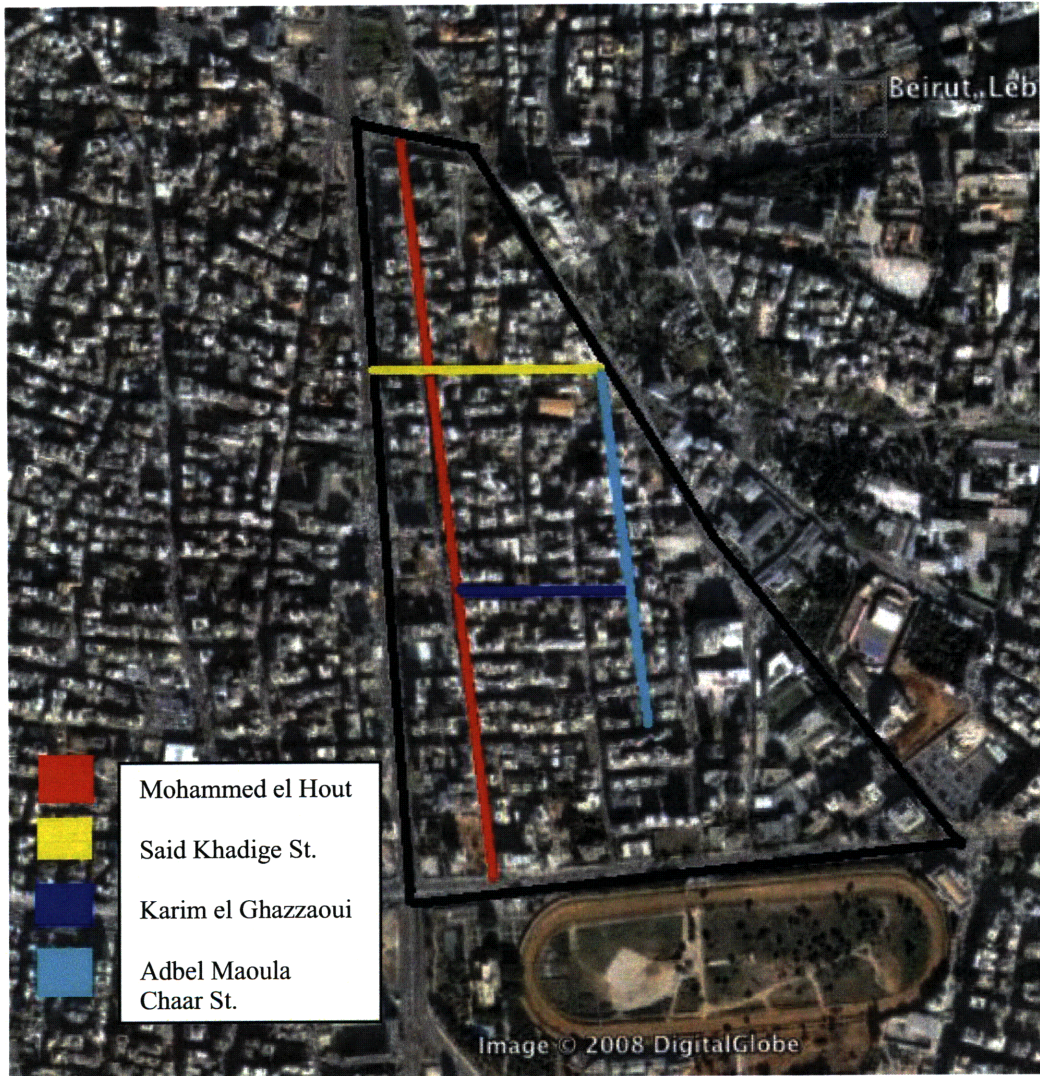 Beirut, Leb
Mohammed el Hout
Said Khadige St.
Karim el Ghazzaoui
Adbel Maoula
Chaar St.
Image © 2008 DigitalGlobe